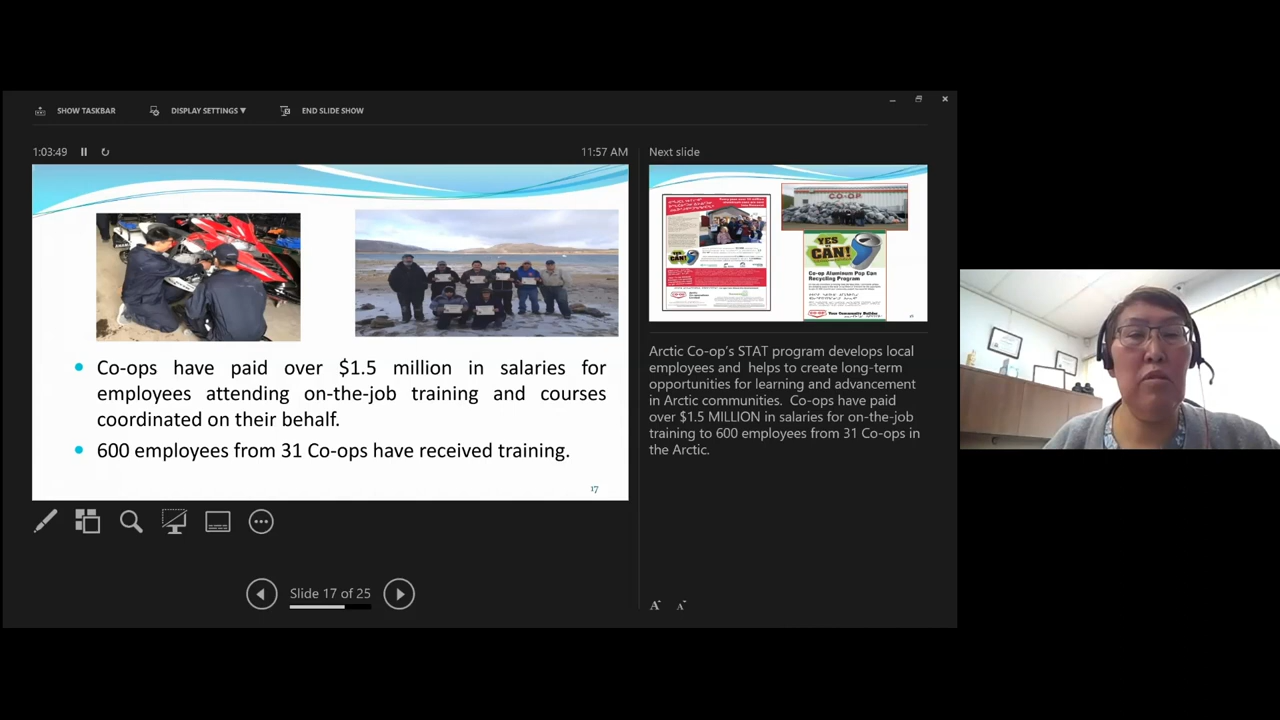 SHOW TASKBAR
DISPLAY SETTINGS ▼
END SLIDE SHOW
1:03:49
11:57 AM
Next slide
Co-ops have paid over $1.5 million in salaries for
employees attending on-the-job training and courses
coordinated on their behalf.
600 employees from 31 Co-ops have received training.
17
CO-OP
YES
CAN!
Co-op Aluminum Pop Can
Recycling Program
YES
CAN!
Your Community Builder
Arctic Co-op's STAT program develops local
employees and helps to create long-term
opportunities for learning and advancement
in Arctic communities. Co-ops have paid
over $1.5 MILLION in salaries for on-the-job
training to 600 employees from 31 Co-ops in
the Arctic.
Slide 17 of 25
A
A